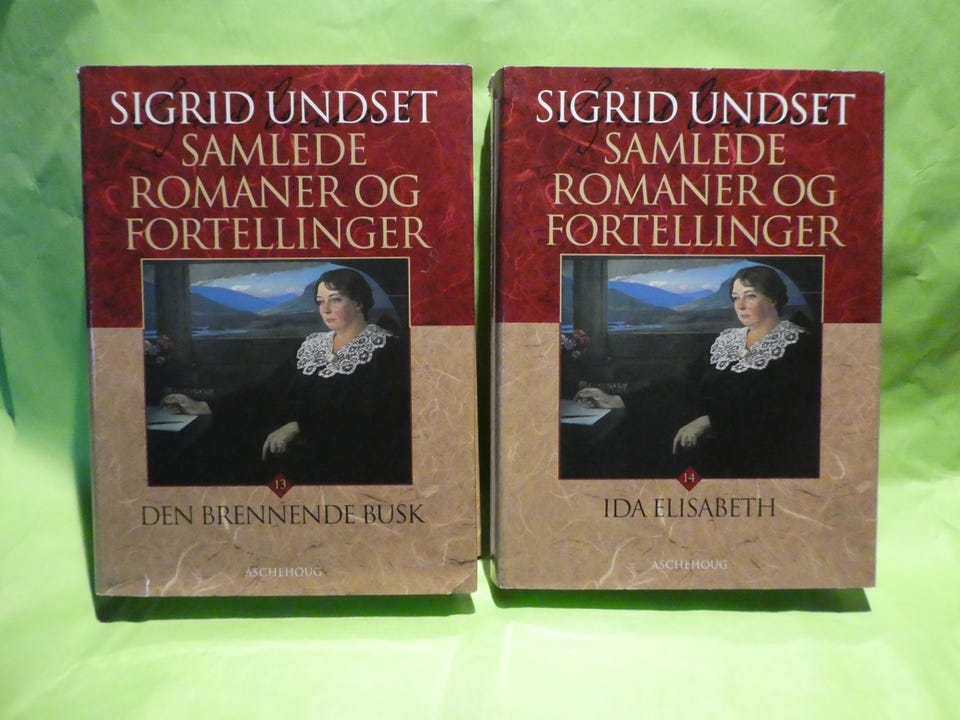 SIGRID UNDSET
SAMLEDE
ROMANER OG
FORTELLINGER
13
DEN BRENNENDE BUSK
ASCHEHOUG
SIGRID UNDSET
SAMLEDE
ROMANER OG
FORTELLINGER
14
IDA ELISABETH
ASCHEHOUG